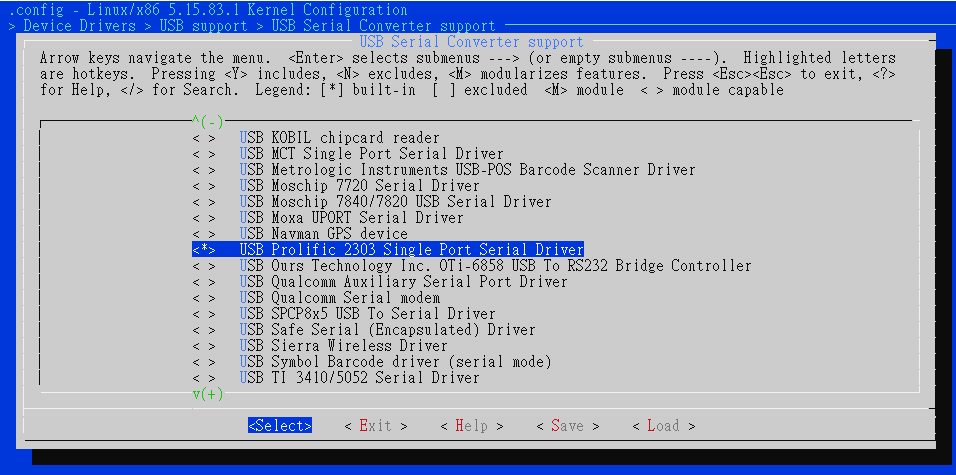 .config - Linux/x86 5.15.83.1 Kernel Configuration
> Device Drivers > USB support > USB Serial Converter support
USB Serial Converter support
Arrow keys navigate the menu.  <Enter> selects submenus ---> (or empty submenus ----).  Highlighted letters
are hotkeys.  Pressing <Y> includes, <N> excludes, <M> modularizes features.  Press <Esc><Esc> to exit, <?>
for Help, </> for Search.  Legend: [*] built-in  [ ] excluded  <M> module  < > module capable
^(-)
< >   USB KOBIL chipcard reader
< >   USB MCT Single Port Serial Driver
< >   USB Metrologic Instruments USB-POS Barcode Scanner Driver
< >   USB Moschip 7720 Serial Driver
< >   USB Moschip 7840/7820 USB Serial Driver
< >   USB Moxa UPORT Serial Driver
< >   USB Navman GPS device
<*>   USB Prolific 2303 Single Port Serial Driver
< >   USB Ours Technology Inc. OTi-6858 USB To RS232 Bridge Controller
< >   USB Qualcomm Auxiliary Serial Port Driver
< >   USB Qualcomm Serial modem
< >   USB SPCP8x5 USB To Serial Driver
< >   USB Safe Serial (Encapsulated) Driver
< >   USB Sierra Wireless Driver
< >   USB Symbol Barcode driver (serial mode)
< >   USB TI 3410/5052 Serial Driver
v(+)
<Select>    < Exit >    < Help >    < Save >    < Load >